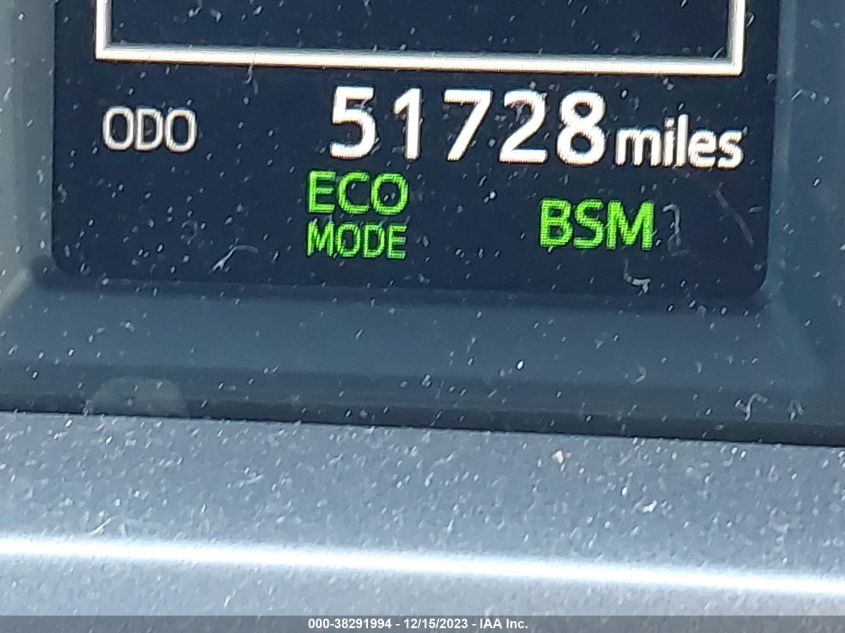 ODO 51728 miles
ECO BSM
MODE
000-38291994 - 12/15/2023 - IAA Inc.